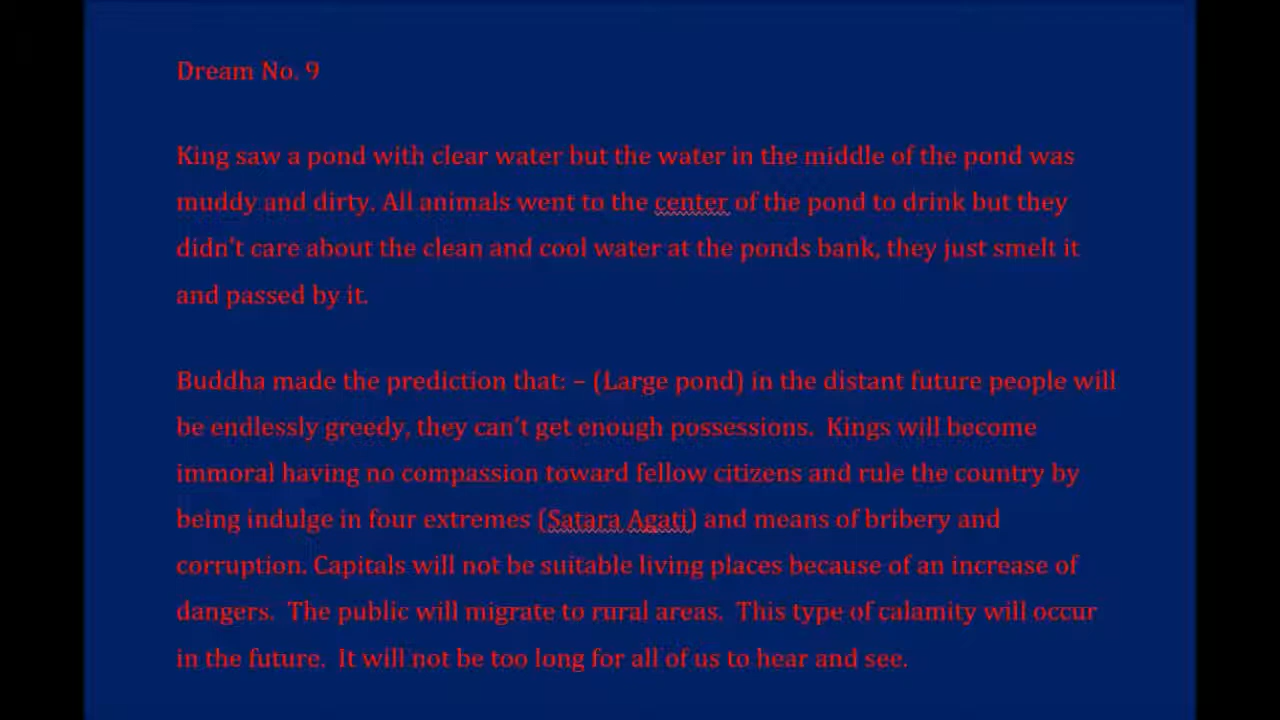 Dream No. 9
King saw a pond with clear water but the water in the middle of the pond was
muddy and dirty. All animals went to the center of the pond to drink but they
didn't care about the clean and cool water at the ponds bank, they just smelt it
and passed by it.
Buddha made the prediction that: – (Large pond) in the distant future people will
be endlessly greedy, they can't get enough possessions.  Kings will become
immoral having no compassion toward fellow citizens and rule the country by
being indulge in four extremes (Satara Agati) and means of bribery and
corruption. Capitals will not be suitable living places because of an increase of
dangers.  The public will migrate to rural areas.  This type of calamity will occur
in the future.  It will not be too long for all of us to hear and see.